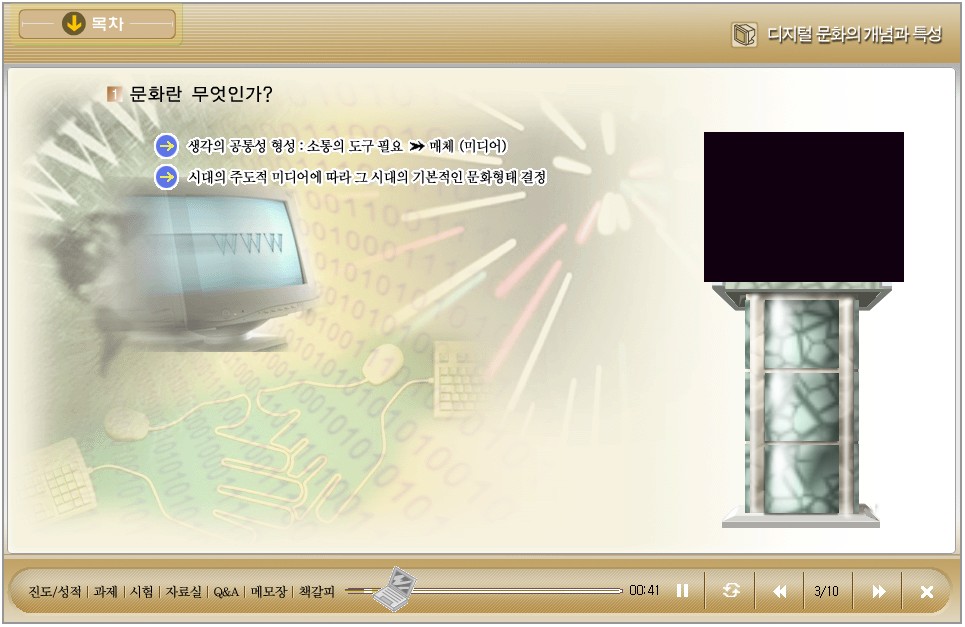 목차
디지털 문화의 개념과 특성
1 문화란 무엇인가?
생각의 공통성 형성 : 소통의 도구 필요 ≫ 매체 (미디어)
시대의 주도적 미디어에 따라 그 시대의 기본적인 문화형태 결정
WWW
WWW
진도/성적 | 과제 | 시험 | 자료실 | Q&A | 메모장 | 책갈피 00:41 3/10